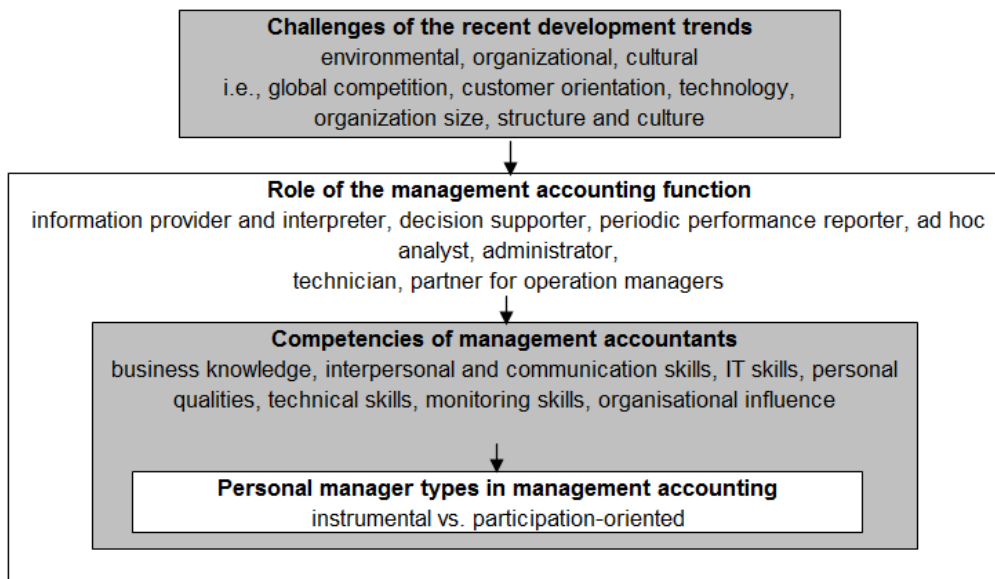 Challenges of the recent development trends
environmental, organizational, cultural
i.e., global competition, customer orientation, technology,
organization size, structure and culture
Role of the management accounting function
information provider and interpreter, decision supporter, periodic performance reporter, ad hoc
analyst, administrator,
technician, partner for operation managers
Competencies of management accountants
business knowledge, interpersonal and communication skills, IT skills, personal
qualities, technical skills, monitoring skills, organisational influence
Personal manager types in management accounting
instrumental vs. participation-oriented